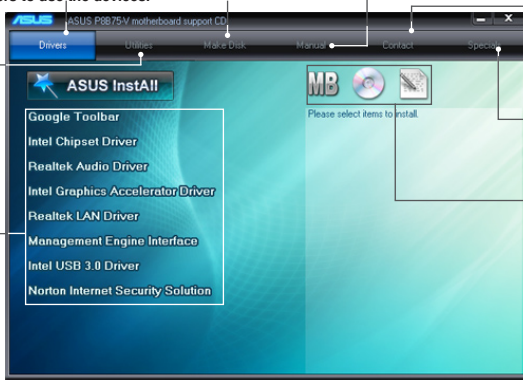 to use the devices.
ASUS ASUS P8B75-V motherboard support CD
Drivers Utilities Make Disk Manual Contact Special
ASUS InstAll
MB
Google Toolbar
Please select items to install.
Intel Chipset Driver
Realtek Audio Driver
Intel Graphics Accelerator Driver
Realtek LAN Driver
Management Engine Interface
Intel USB 3.0 Driver
Norton Internet Security Solution